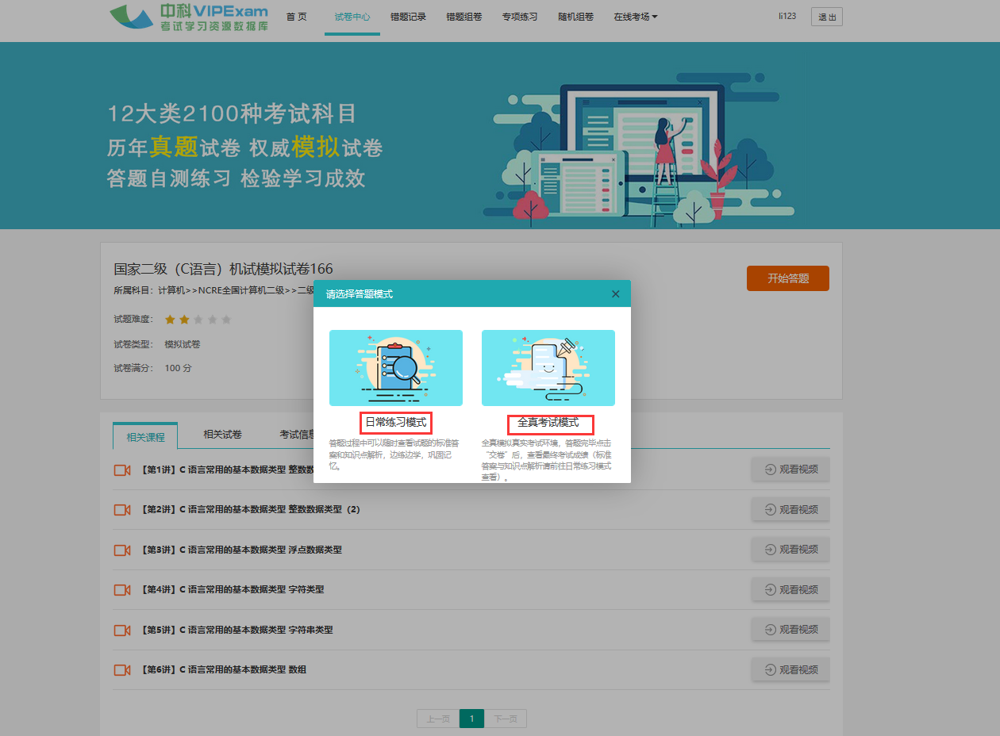 中科VIPExam
考试学习资源数据库
首 页
试卷中心
错题记录
错题组卷
专项练习
随机组卷
在线考场
li123
退 出
12大类2100种考试科目
历年真题试卷 权威模拟试卷
答题自测练习 检验学习成效
国家二级（C语言）机试模拟试卷166
开始答题
所属科目：计算机>>NCRE全国计算机二级>>二级
试题难度：
试卷类型： 模拟试卷
试卷满分： 100 分
请选择答题模式
日常练习模式
答题过程中可以随时查看试题的标准答
案和知识点解析，边练边学，巩固记
忆。
全真考试模式
全真模拟真实考试环境，答题完毕点击
“交卷”后，查看最终考试成绩（标准
答案与知识点解析请前往日常练习模式
查看）。
相关课程
相关试卷
考试信息
【第1讲】C 语言常用的基本数据类型 整数数
观看视频
【第2讲】C 语言常用的基本数据类型 整数数据类型（2）
观看视频
【第3讲】C 语言常用的基本数据类型 浮点数据类型
观看视频
【第4讲】C 语言常用的基本数据类型 字符类型
观看视频
【第5讲】C 语言常用的基本数据类型 字符串类型
观看视频
【第6讲】C 语言常用的基本数据类型 数组
观看视频
上一页
1
下一页